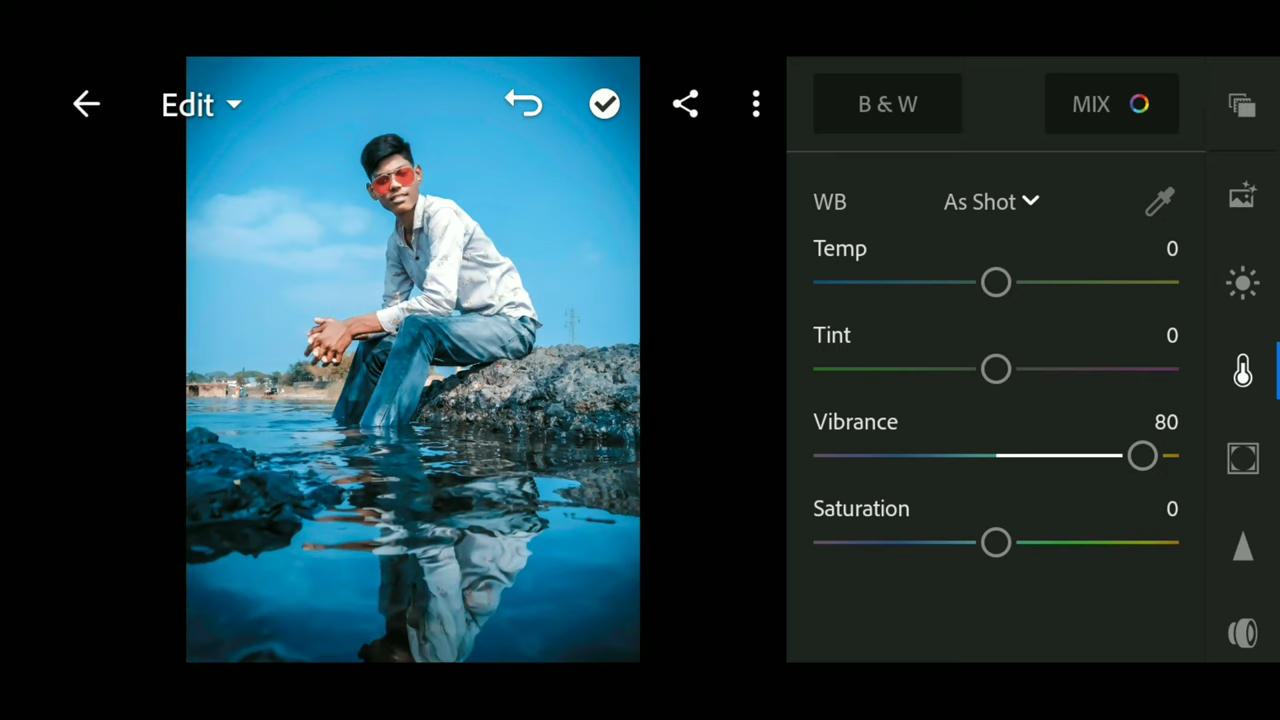 Edit
B & W
MIX
WB
As Shot
Temp
0
Tint
0
Vibrance
80
Saturation
0